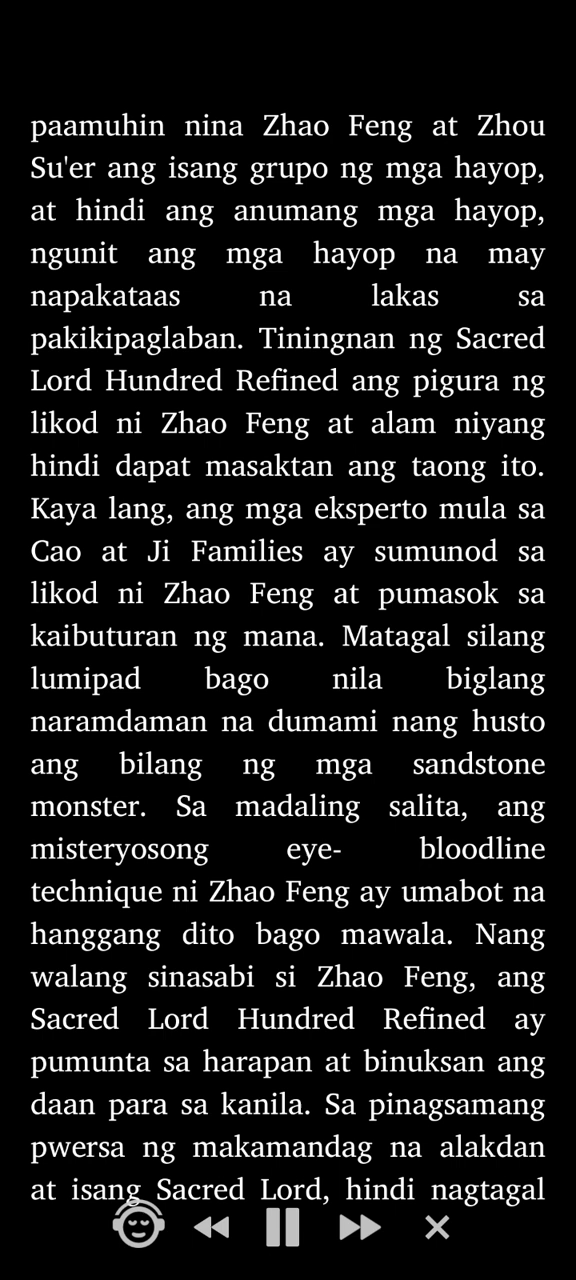 paamuhin nina Zhao Feng at Zhou
Su'er ang isang grupo ng mga hayop,
at hindi ang anumang mga hayop,
ngunit ang mga hayop na may
napakataas na lakas sa
pakikipaglaban. Tiningnan ng Sacred
Lord Hundred Refined ang pigura ng
likod ni Zhao Feng at alam niyang
hindi dapat masaktan ang taong ito.
Kaya lang, ang mga eksperto mula sa
Cao at Ji Families ay sumunod sa
likod ni Zhao Feng at pumasok sa
kaibuturan ng mana. Matagal silang
lumipad bago nila biglang
naramdaman na dumami nang husto
ang bilang ng mga sandstone
monster. Sa madaling salita, ang
misteryosong eye- bloodline
technique ni Zhao Feng ay umabot na
hanggang dito bago mawala. Nang
walang sinasabi si Zhao Feng, ang
Sacred Lord Hundred Refined ay
pumunta sa harapan at binuksan ang
daan para sa kanila. Sa pinagsamang
pwersa ng makamandag na alakdan
at isang Sacred Lord, hindi nagtagal